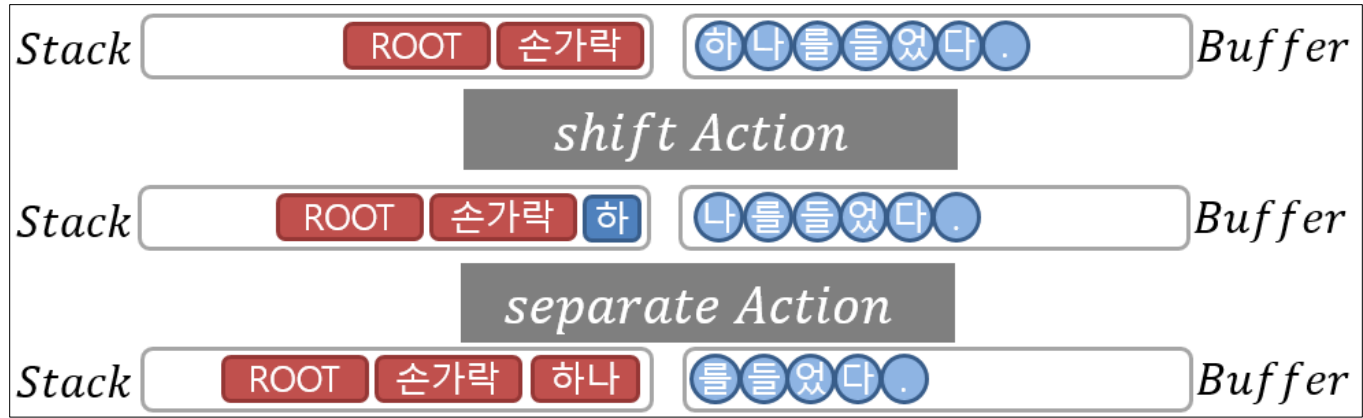 Stack ROOT 손가락 하나를들었다. Buffer
shift Action
Stack ROOT 손가락 하 나를들었다. Buffer
separate Action
Stack ROOT 손가락 하나 를들었다. Buffer